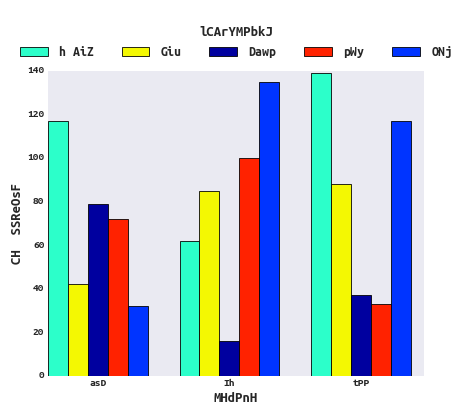 lCArYMPbkJ
h AiZ Giu Dawp pWy ONj
140
120
100
80
60
40
20
0
CH  SSReOsF
asD Ih tPP
MHdPnH